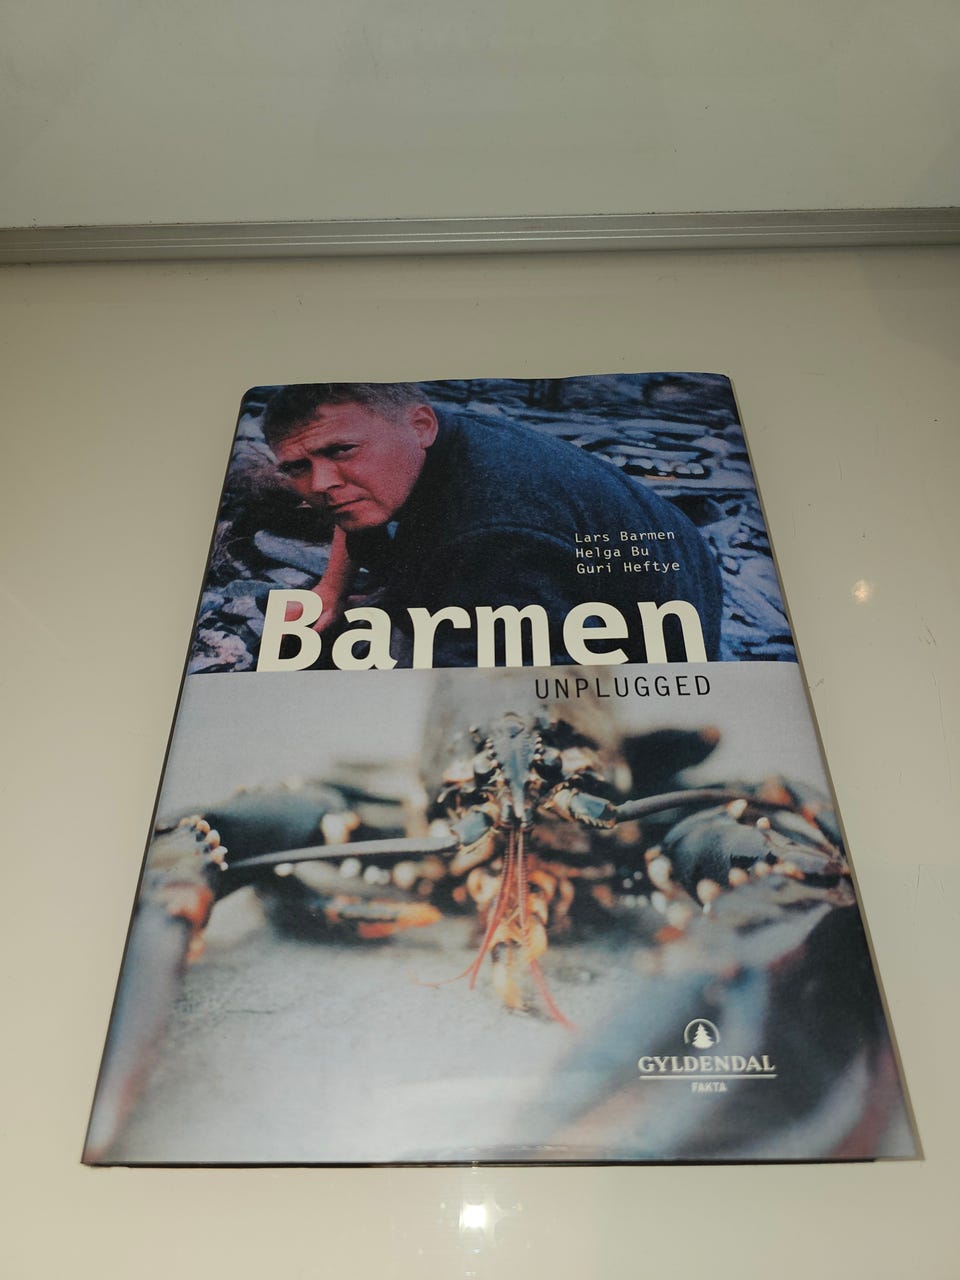 Lars Barmen
Helga Bu
Guri Heftye
Barmen
UNPLUGGED
GYLDENDAL
FAKTA